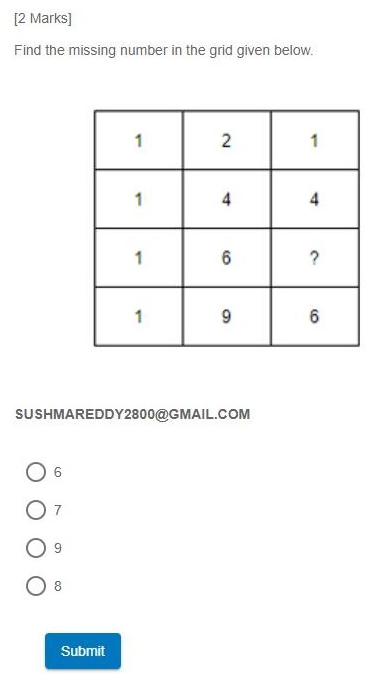 [2 Marks]
Find the missing number in the grid given below.
1 2 1
1 4 4
1 6 ?
1 9 6
SUSHMAREDDY2800@GMAIL.COM
6
7
9
8
Submit